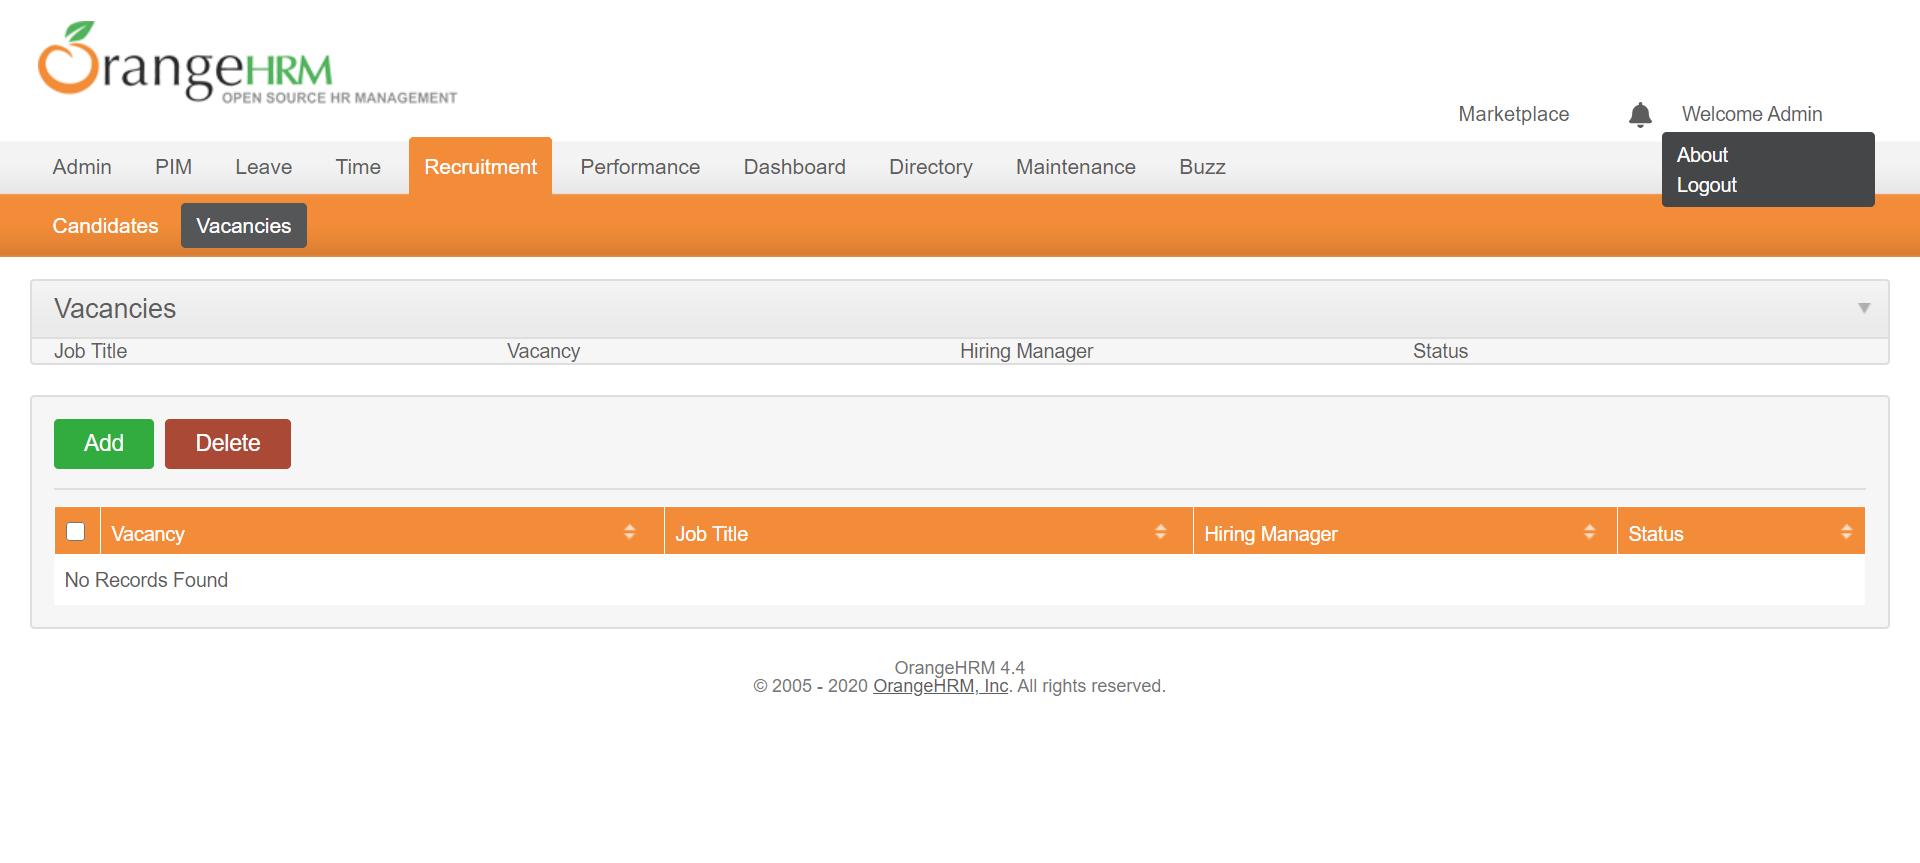 OrangeHRM
OPEN SOURCE HR MANAGEMENT
Marketplace Welcome Admin
About
Logout
Admin PIM Leave Time Recruitment Performance Dashboard Directory Maintenance Buzz
Candidates Vacancies
Vacancies
Job Title Vacancy Hiring Manager Status
Add Delete
Vacancy Job Title Hiring Manager Status
No Records Found
OrangeHRM 4.4
© 2005 - 2020 OrangeHRM, Inc. All rights reserved.